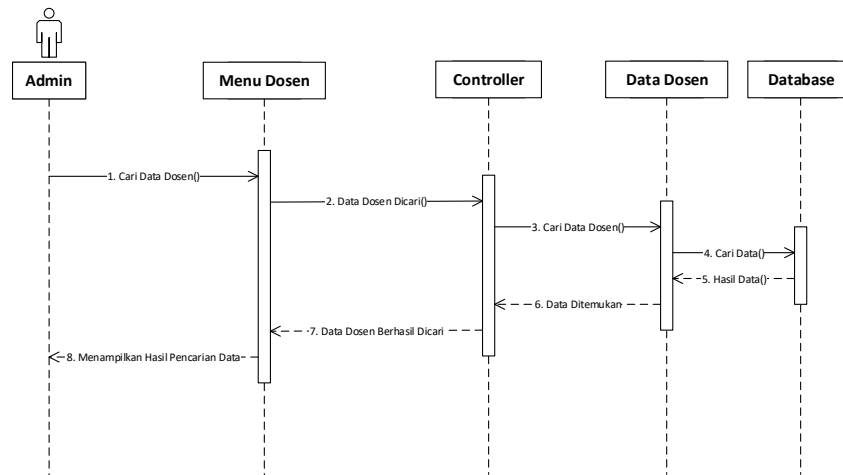 Admin
Menu Dosen
Controller
Data Dosen
Database
1. Cari Data Dosen()
2. Data Dosen Dicari()
3. Cari Data Dosen()
4. Cari Data()
5. Hasil Data()
6. Data Ditemukan
7. Data Dosen Berhasil Dicari
8. Menampilkan Hasil Pencarian Data